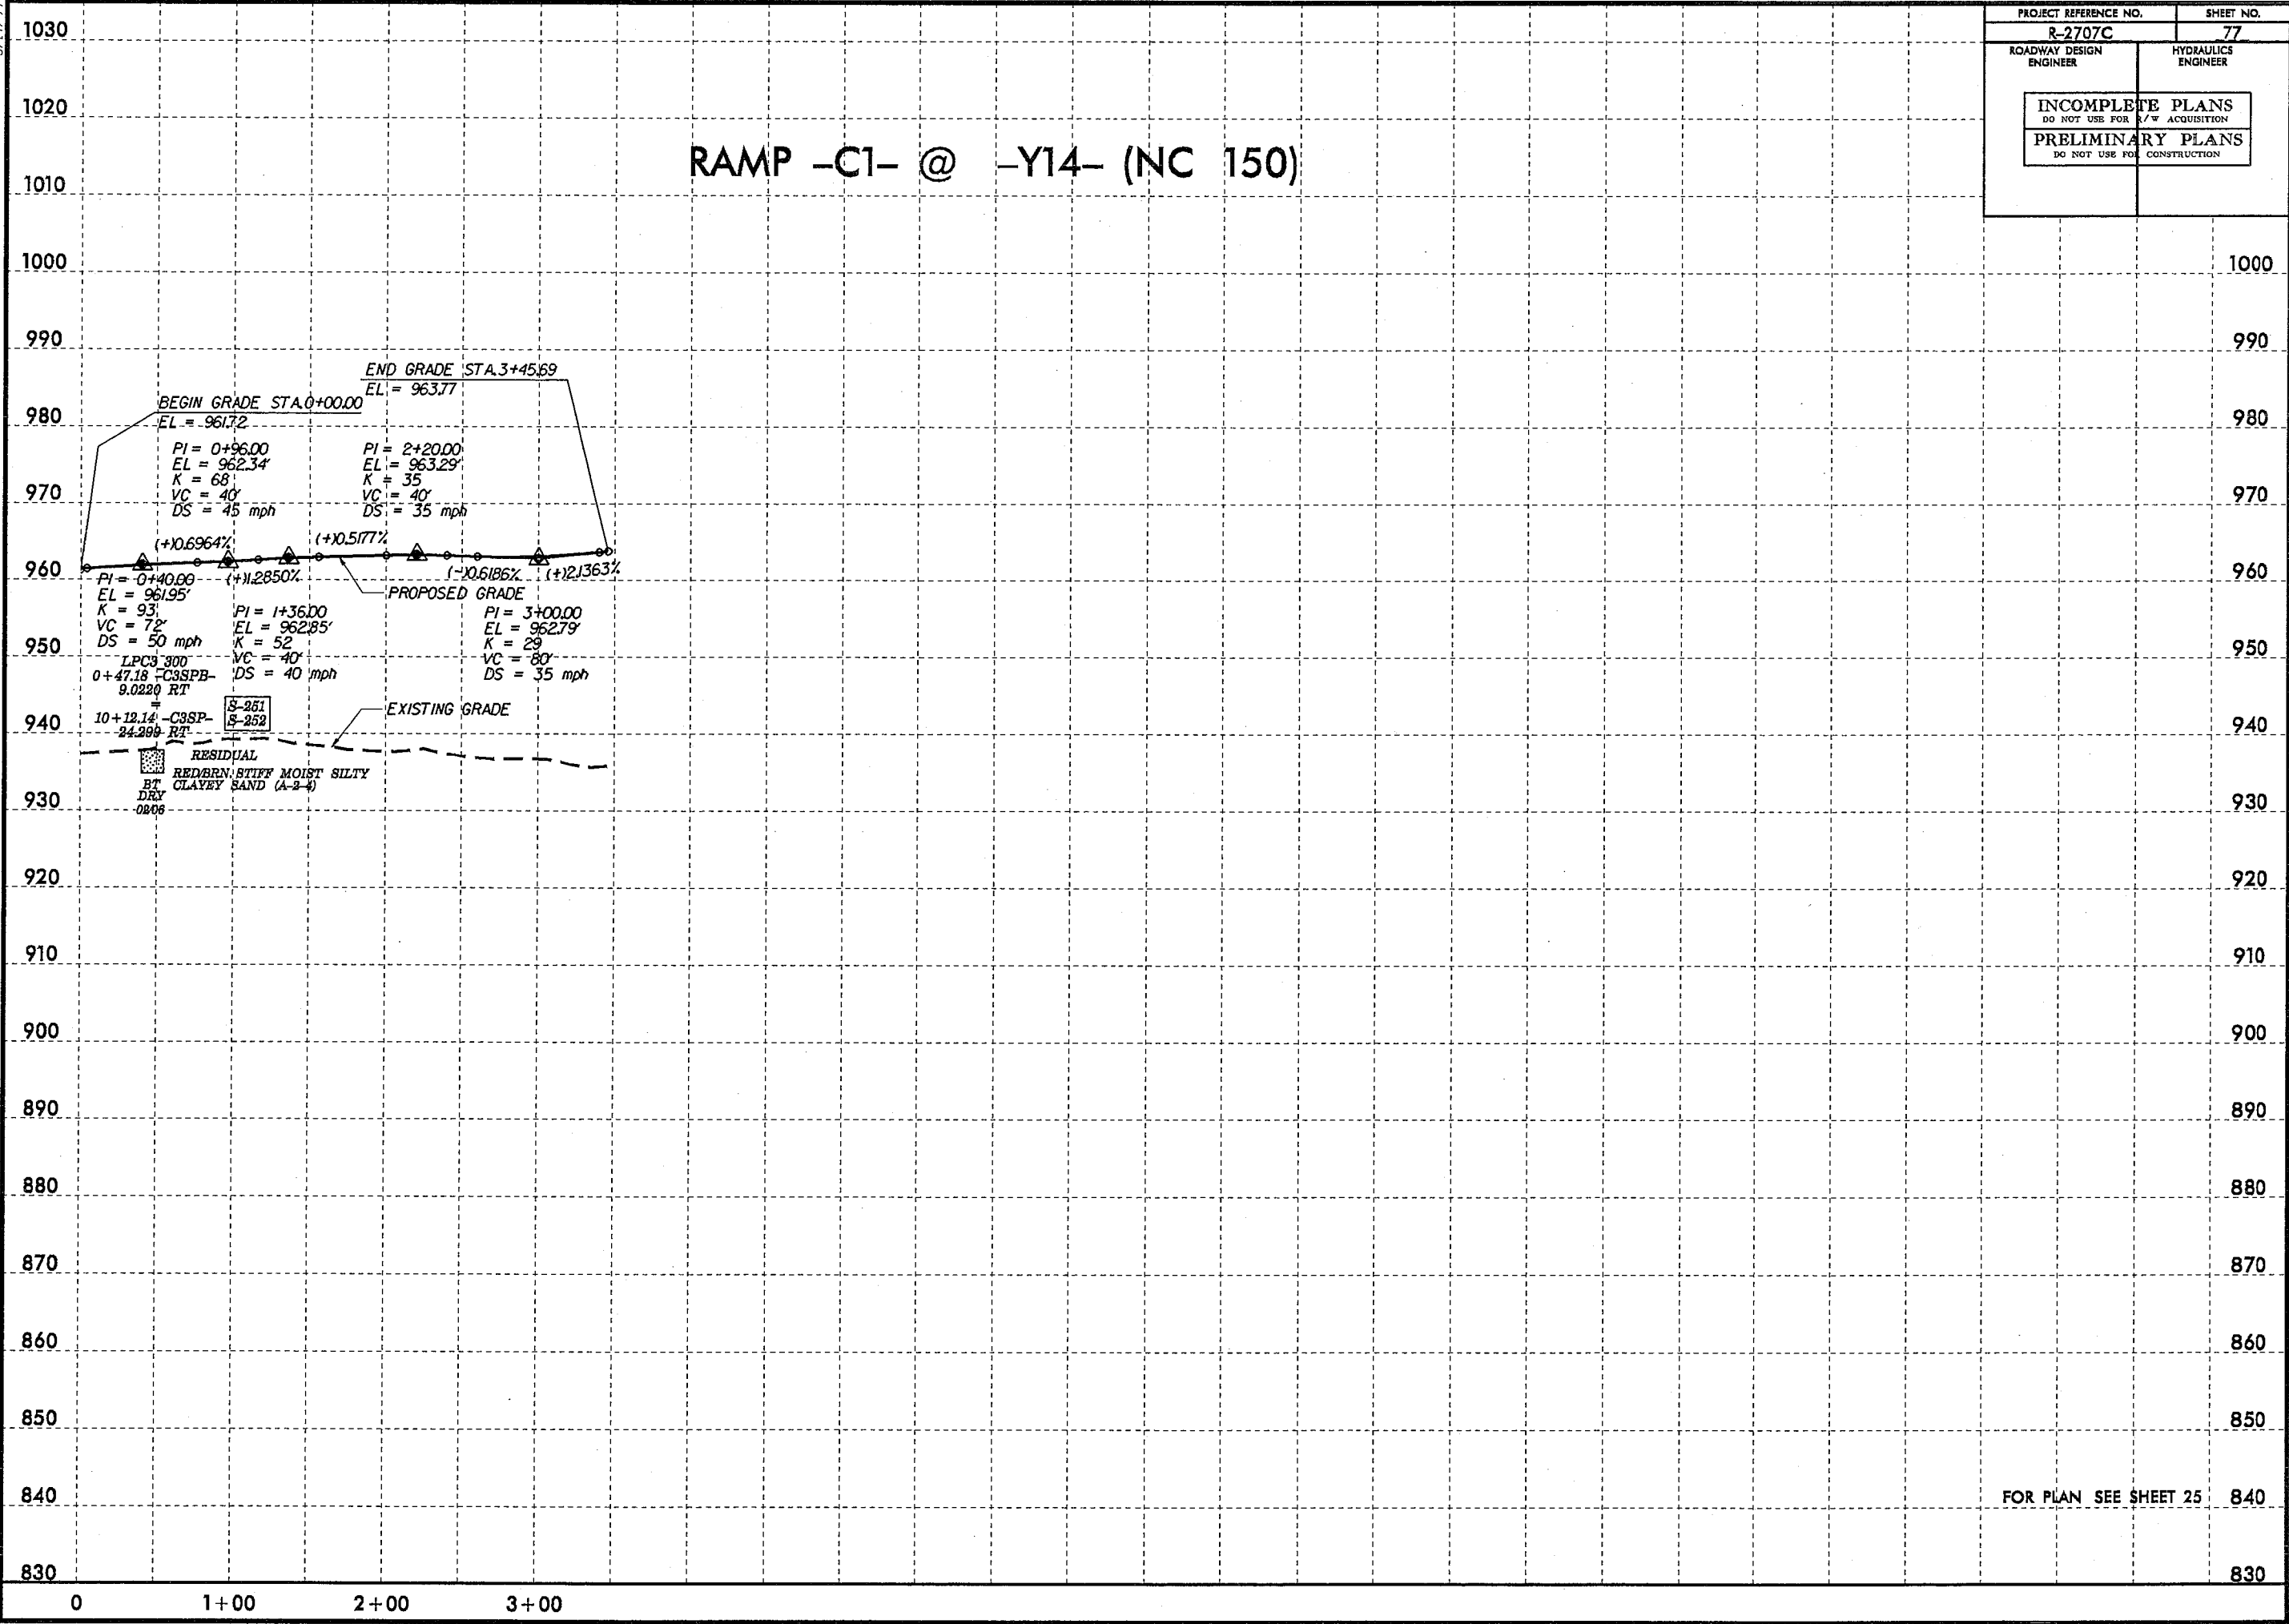 PROJECT REFERENCE NO.
SHEET NO.
R-2707C
77
ROADWAY DESIGN
ENGINEER
HYDRAULICS
ENGINEER
INCOMPLETE PLANS
DO NOT USE FOR R/W ACQUISITION
PRELIMINARY PLANS
DO NOT USE FOR CONSTRUCTION
RAMP -C1- @ -Y14- (NC 150)
1030
1020
1010
1000 1000
990 990
980 980
970 970
960 960
950 950
940 940
930 930
920 920
910 910
900 900
890 890
880 880
870 870
860 860
850 850
840 840
830 830
END GRADE STA.3+45.69
EL = 963.77
BEGIN GRADE STA.0+00.00
EL = 961.72
PI = 0+96.00
EL = 962.34'
K = 68
VC = 40'
DS = 45 mph
PI = 2+20.00
EL = 963.29'
K = 35
VC = 40'
DS = 35 mph
(+)0.6964%
(+)0.5177%
(+)1.2850%
(-)0.6186%
(+)2.1363%
PROPOSED GRADE
PI = 0+40.00
EL = 961.95'
K = 93
VC = 72'
DS = 50 mph
PI = 1+36.00
EL = 962.85'
K = 52
VC = 40'
DS = 40 mph
PI = 3+00.00
EL = 962.79'
K = 29
VC = 80'
DS = 35 mph
LPC3_300
0+47.18 -C3SPB-
9.0220 RT
=
10+12.14 -C3SP-
24.299 RT
S-251
S-252
EXISTING GRADE
RESIDUAL
RED/BRN. STIFF MOIST SILTY
CLAYEY SAND (A-2-4)
BT
DRY
02/06
FOR PLAN SEE SHEET 25
0 1+00 2+00 3+00